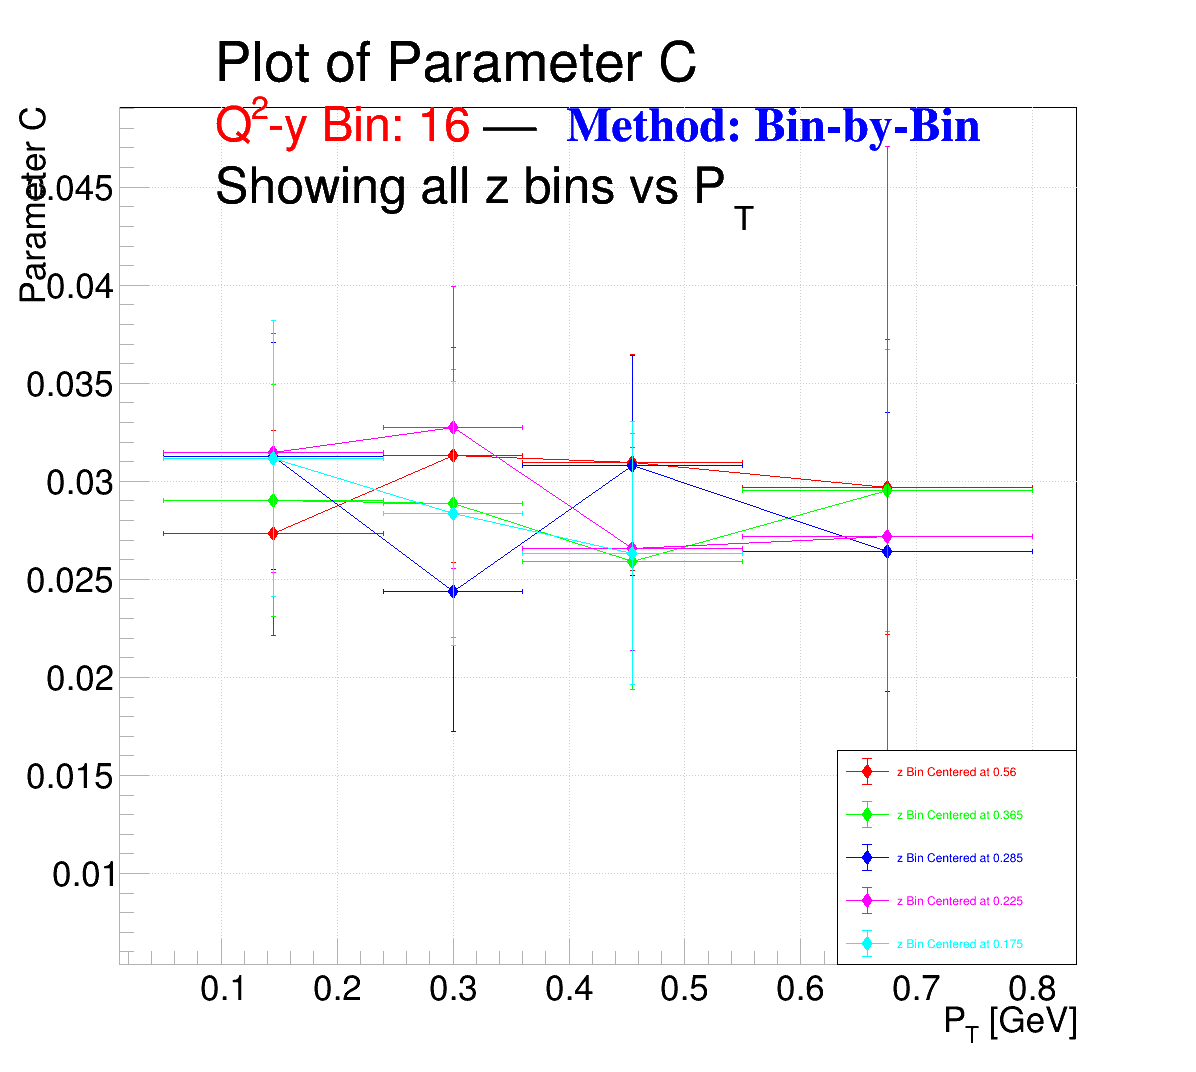 Plot of Parameter C
Q²-y Bin: 16 — Method: Bin-by-Bin
Showing all z bins vs P_T
Parameter C
0.045
0.04
0.035
0.03
0.025
0.02
0.015
0.01
z Bin Centered at 0.56
z Bin Centered at 0.365
z Bin Centered at 0.285
z Bin Centered at 0.225
z Bin Centered at 0.175
0.1 0.2 0.3 0.4 0.5 0.6 0.7 0.8
P_T [GeV]